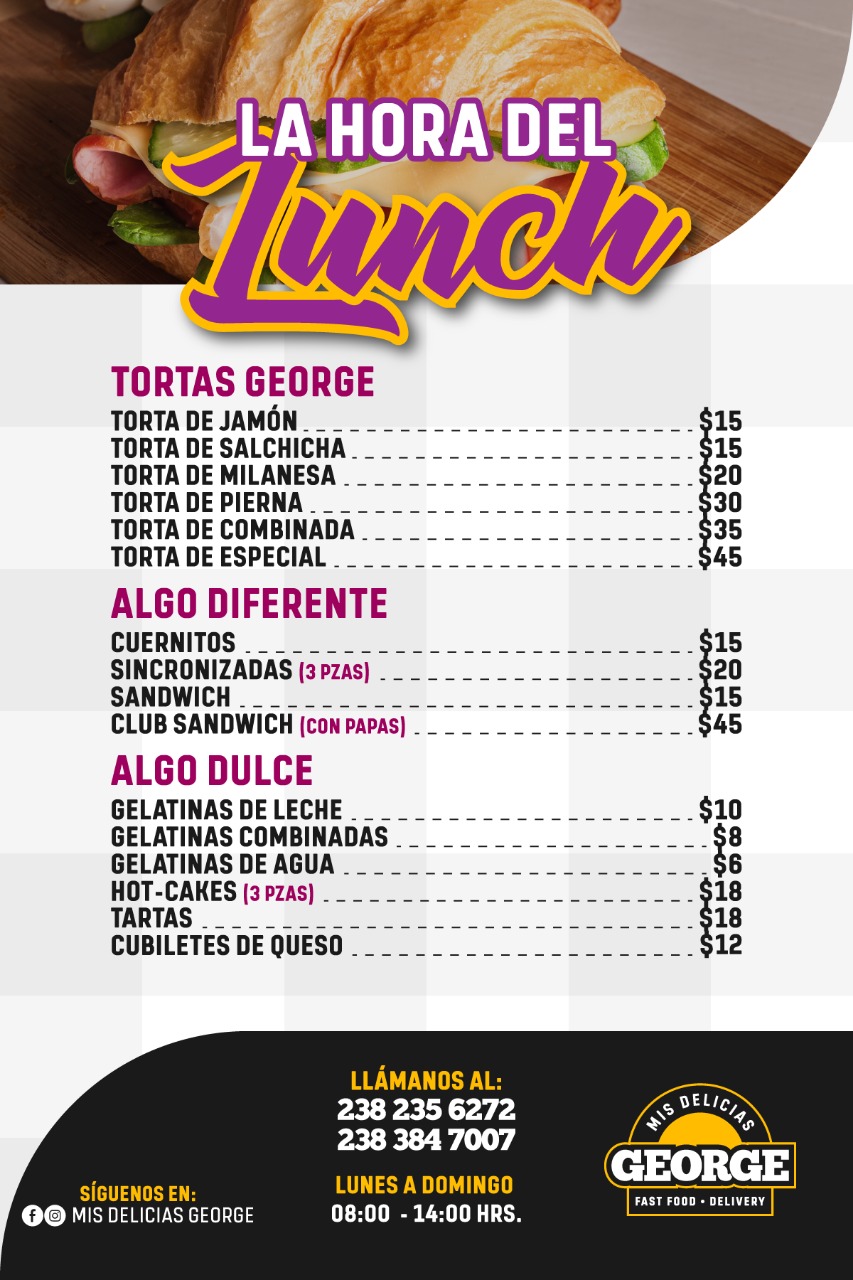 LA HORA DEL
Lunch
TORTAS GEORGE
TORTA DE JAMÓN $15
TORTA DE SALCHICHA $15
TORTA DE MILANESA $20
TORTA DE PIERNA $30
TORTA DE COMBINADA $35
TORTA DE ESPECIAL $45
ALGO DIFERENTE
CUERNITOS $15
SINCRONIZADAS (3 PZAS) $20
SANDWICH $15
CLUB SANDWICH (CON PAPAS) $45
ALGO DULCE
GELATINAS DE LECHE $10
GELATINAS COMBINADAS $8
GELATINAS DE AGUA $6
HOT-CAKES (3 PZAS) $18
TARTAS $18
CUBILETES DE QUESO $12
LLÁMANOS AL:
238 235 6272
238 384 7007
LUNES A DOMINGO
08:00 - 14:00 HRS.
SÍGUENOS EN:
MIS DELICIAS GEORGE
MIS DELICIAS
GEORGE
FAST FOOD • DELIVERY